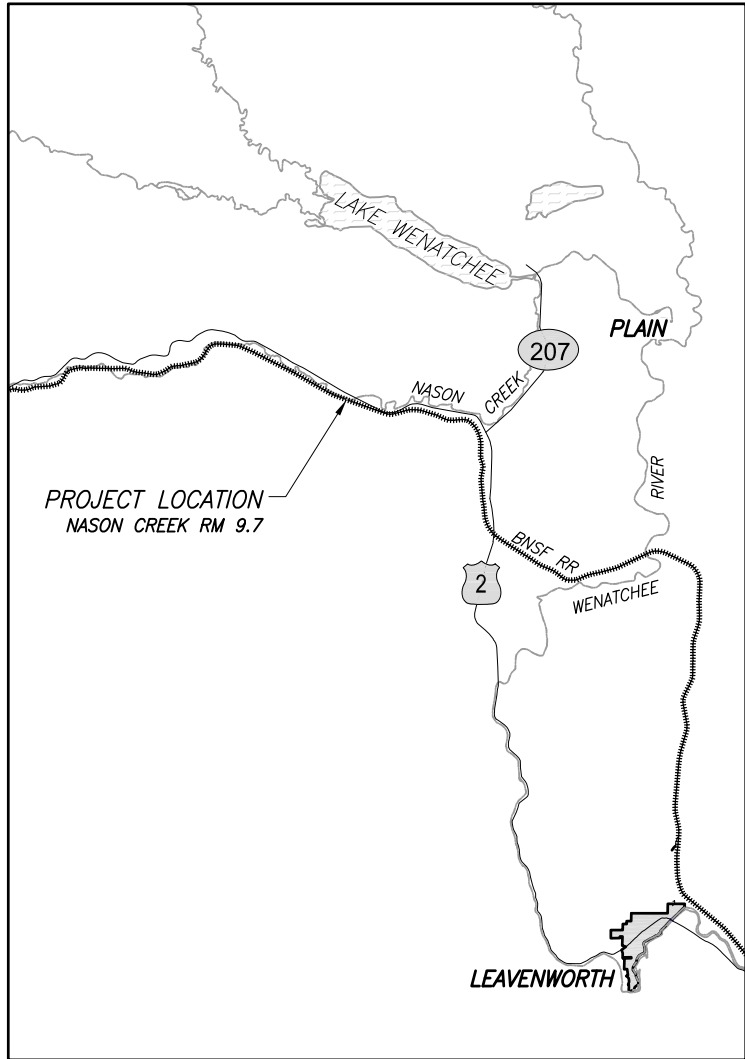 LAKE WENATCHEE
PLAIN
207
NASON
CREEK
RIVER
PROJECT LOCATION
NASON CREEK RM 9.7
BNSF RR
2
WENATCHEE
LEAVENWORTH